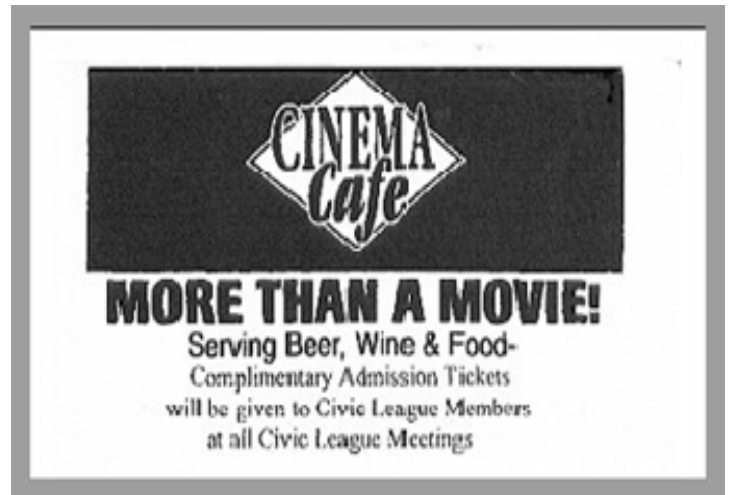 CINEMA
Cafe
MORE THAN A MOVIE!
Serving Beer, Wine & Food-
Complimentary Admission Tickets
will be given to Civic League Members
at all Civic League Meetings